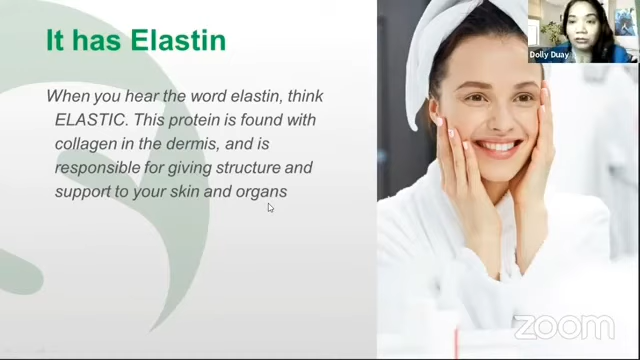 It has Elastin
When you hear the word elastin, think
ELASTIC. This protein is found with
collagen in the dermis, and is
responsible for giving structure and
support to your skin and organs
Dolly Duay
zoom